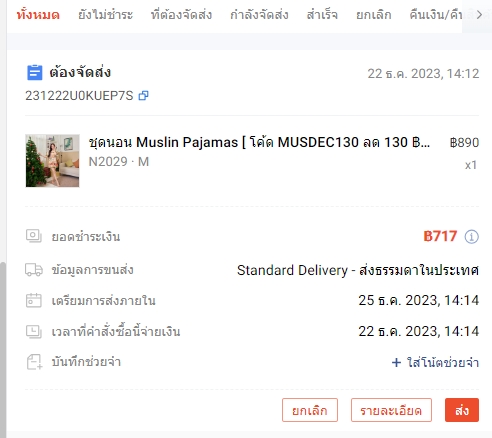 ทั้งหมด ยังไม่ชำระ ที่ต้องจัดส่ง กำลังจัดส่ง สำเร็จ ยกเลิก คืนเงิน/คืน
ต้องจัดส่ง 22 ธ.ค. 2023, 14:12
231222U0KUEP7S
ชุดนอน Muslin Pajamas [ โค้ด MUSDEC130 ลด 130 ฿... ฿890
N2029 · M x1
ยอดชำระเงิน ฿717
ข้อมูลการขนส่ง Standard Delivery - ส่งธรรมดาในประเทศ
เตรียมการส่งภายใน 25 ธ.ค. 2023, 14:14
เวลาที่คำสั่งซื้อนี้จ่ายเงิน 22 ธ.ค. 2023, 14:14
บันทึกช่วยจำ + ใส่โน้ตช่วยจำ
ยกเลิก รายละเอียด ส่ง